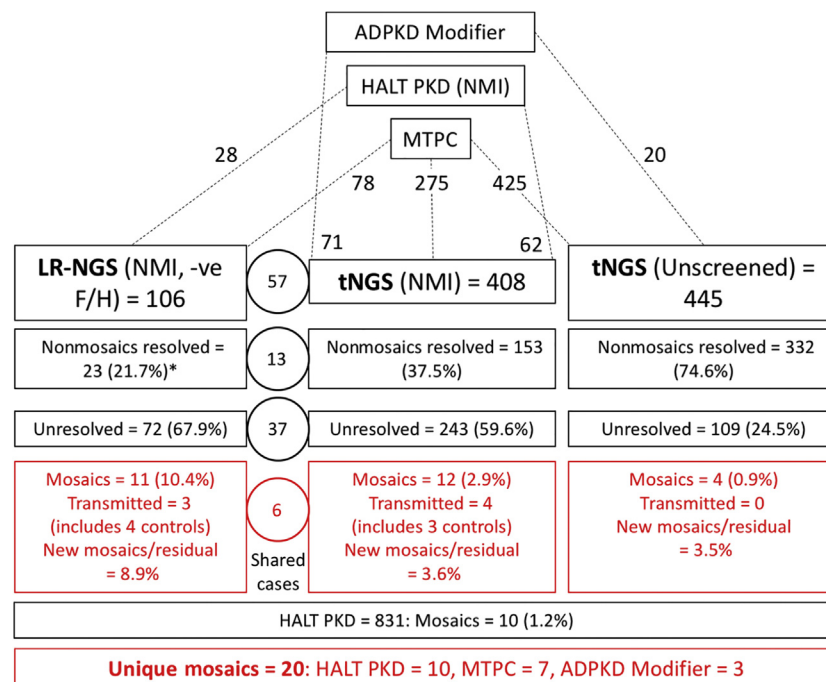 ADPKD Modifier
HALT PKD (NMI)
MTPC
28
78
275
425
20
71
62
LR-NGS (NMI, -ve
F/H) = 106
57
tNGS (NMI) = 408
tNGS (Unscreened) =
445
Nonmosaics resolved =
23 (21.7%)*
13
Nonmosaics resolved = 153
(37.5%)
Nonmosaics resolved = 332
(74.6%)
Unresolved = 72 (67.9%)
37
Unresolved = 243 (59.6%)
Unresolved = 109 (24.5%)
Mosaics = 11 (10.4%)
Transmitted = 3
(includes 4 controls)
New mosaics/residual
= 8.9%
6
Shared
cases
Mosaics = 12 (2.9%)
Transmitted = 4
(includes 3 controls)
New mosaics/residual
= 3.6%
Mosaics = 4 (0.9%)
Transmitted = 0
New mosaics/residual
= 3.5%
HALT PKD = 831: Mosaics = 10 (1.2%)
Unique mosaics = 20: HALT PKD = 10, MTPC = 7, ADPKD Modifier = 3